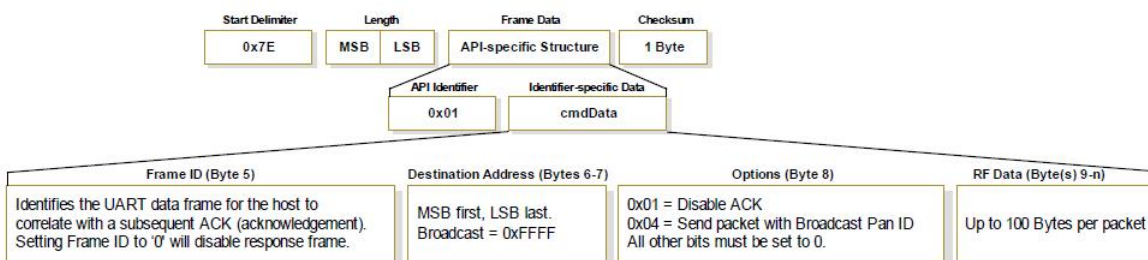 Start Delimiter Length Frame Data Checksum
0x7E MSB LSB API-specific Structure 1 Byte
API Identifier Identifier-specific Data
0x01 cmdData
Frame ID (Byte 5)
Identifies the UART data frame for the host to
correlate with a subsequent ACK (acknowledgement).
Setting Frame ID to '0' will disable response frame.
Destination Address (Bytes 6-7)
MSB first, LSB last.
Broadcast = 0xFFFF
Options (Byte 8)
0x01 = Disable ACK
0x04 = Send packet with Broadcast Pan ID
All other bits must be set to 0.
RF Data (Byte(s) 9-n)
Up to 100 Bytes per packet